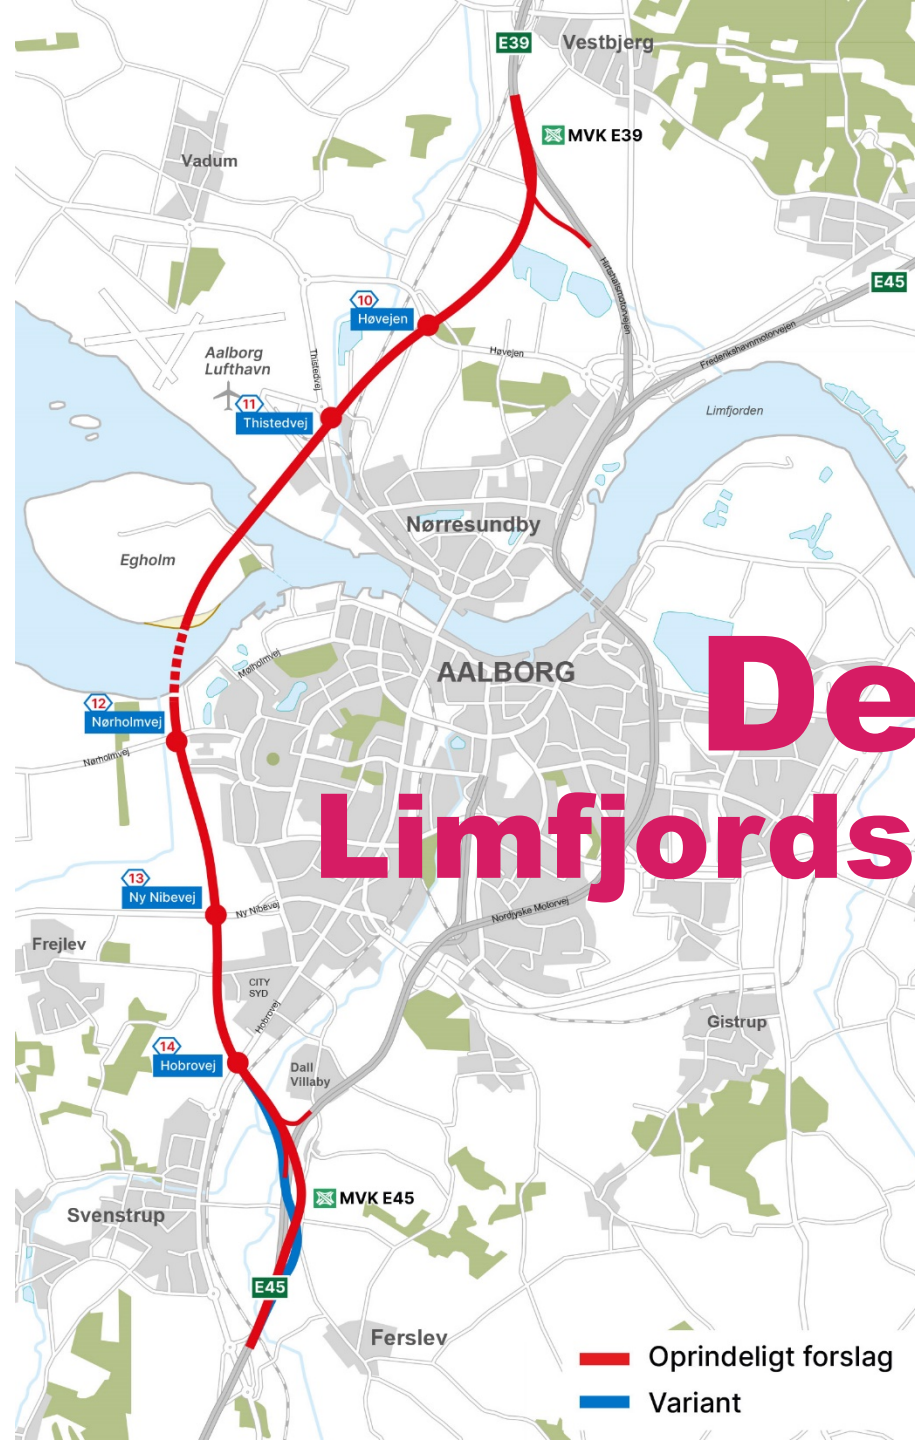 E39
Vestbjerg
MVK E39
Vadum
E45
10
Høvejen
Hirtshalsmotorvejen
Frederikshavnmotorvejen
Høvejen
Aalborg
Lufthavn
Thistedvej
11
Thistedvej
Limfjorden
Nørresundby
Egholm
De
Mølholmvej
AALBORG
12
Nørholmvej
Nørholmvej
Limfjords
13
Ny Nibevej
Ny Nibevej
Nordjyske Motorvej
Frejlev
CITY
SYD
Hobrovej
Gistrup
14
Hobrovej
Dall
Villaby
MVK E45
Svenstrup
E45
Ferslev
Oprindeligt forslag
Variant